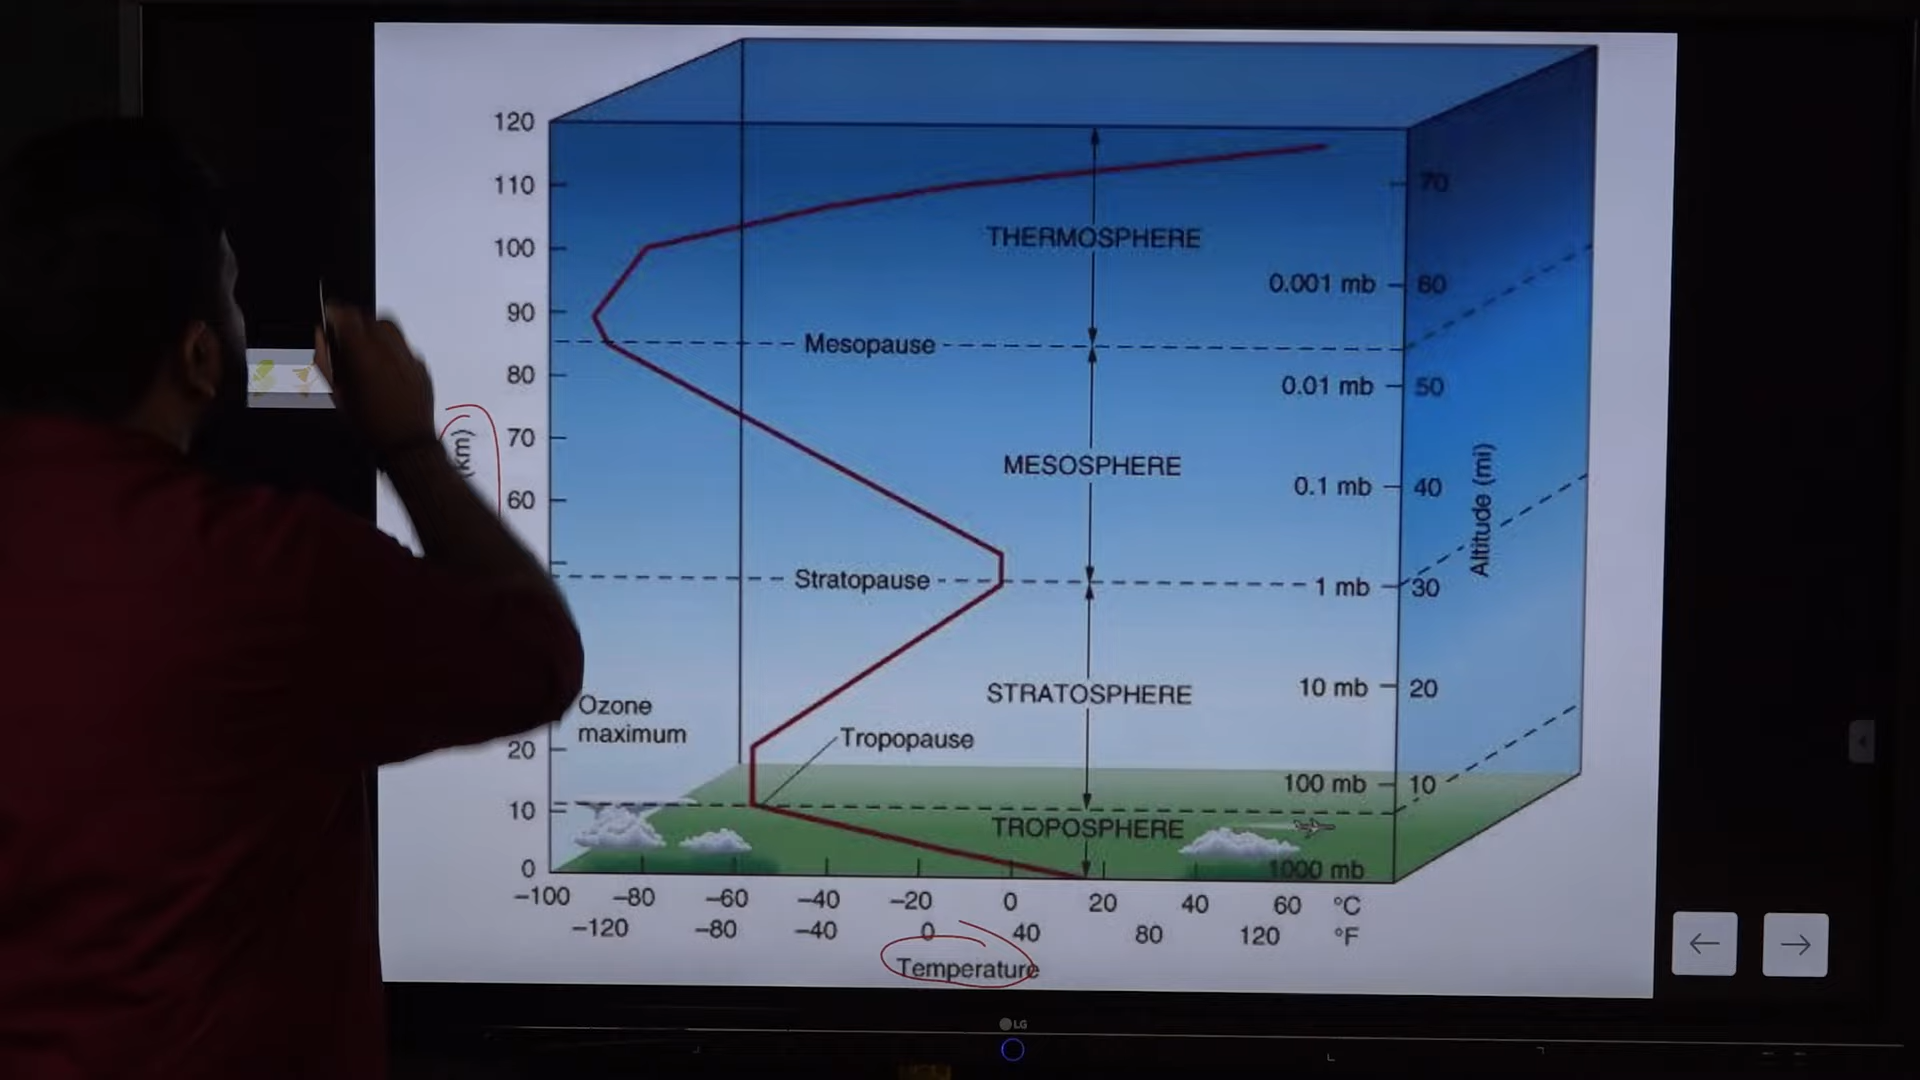 120
110
100
90
80
70
60
20
10
0
(km)
THERMOSPHERE
Mesopause
MESOSPHERE
Stratopause
STRATOSPHERE
Ozone
maximum
Tropopause
TROPOSPHERE
0.001 mb
0.01 mb
0.1 mb
1 mb
10 mb
100 mb
1000 mb
70
60
50
40
30
20
10
Altitude (mi)
–100 –80 –60 –40 –20 0 20 40 60 °C
–120 –80 –40 0 40 80 120 °F
Temperature
LG